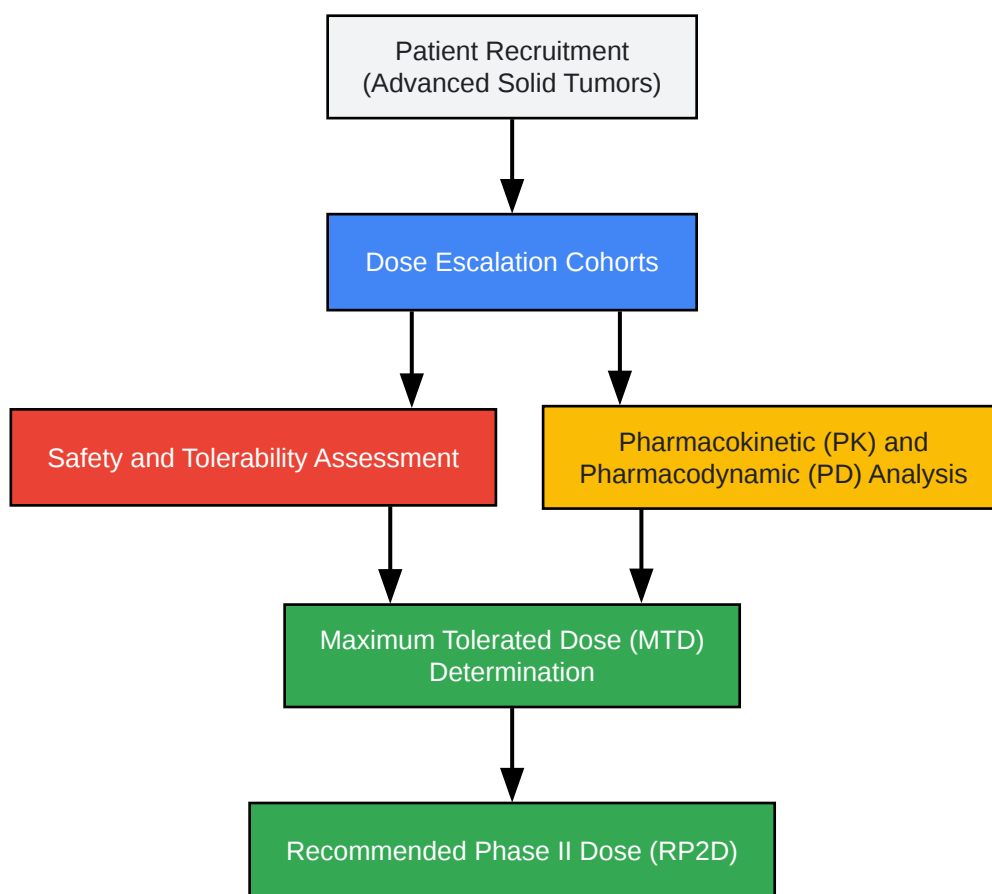 Patient Recruitment
(Advanced Solid Tumors)
Dose Escalation Cohorts
Safety and Tolerability Assessment
Pharmacokinetic (PK) and
Pharmacodynamic (PD) Analysis
Maximum Tolerated Dose (MTD)
Determination
Recommended Phase II Dose (RP2D)